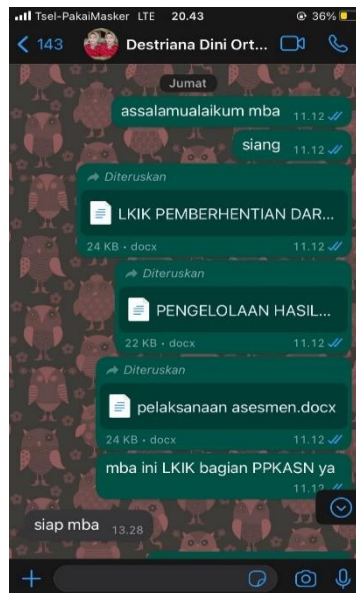 Tsel-PakaiMasker LTE 20.43 36%
143 Destriana Dini Ort...
Jumat
assalamualaikum mba 11.12
siang 11.12
Diteruskan
LKIK PEMBERHENTIAN DAR...
24 KB • docx 11.12
Diteruskan
PENGELOLAAN HASIL...
22 KB • docx 11.12
Diteruskan
pelaksanaan asesmen.docx
24 KB • docx 11.12
mba ini LKIK bagian PPKASN ya
11.12
siap mba 13.28